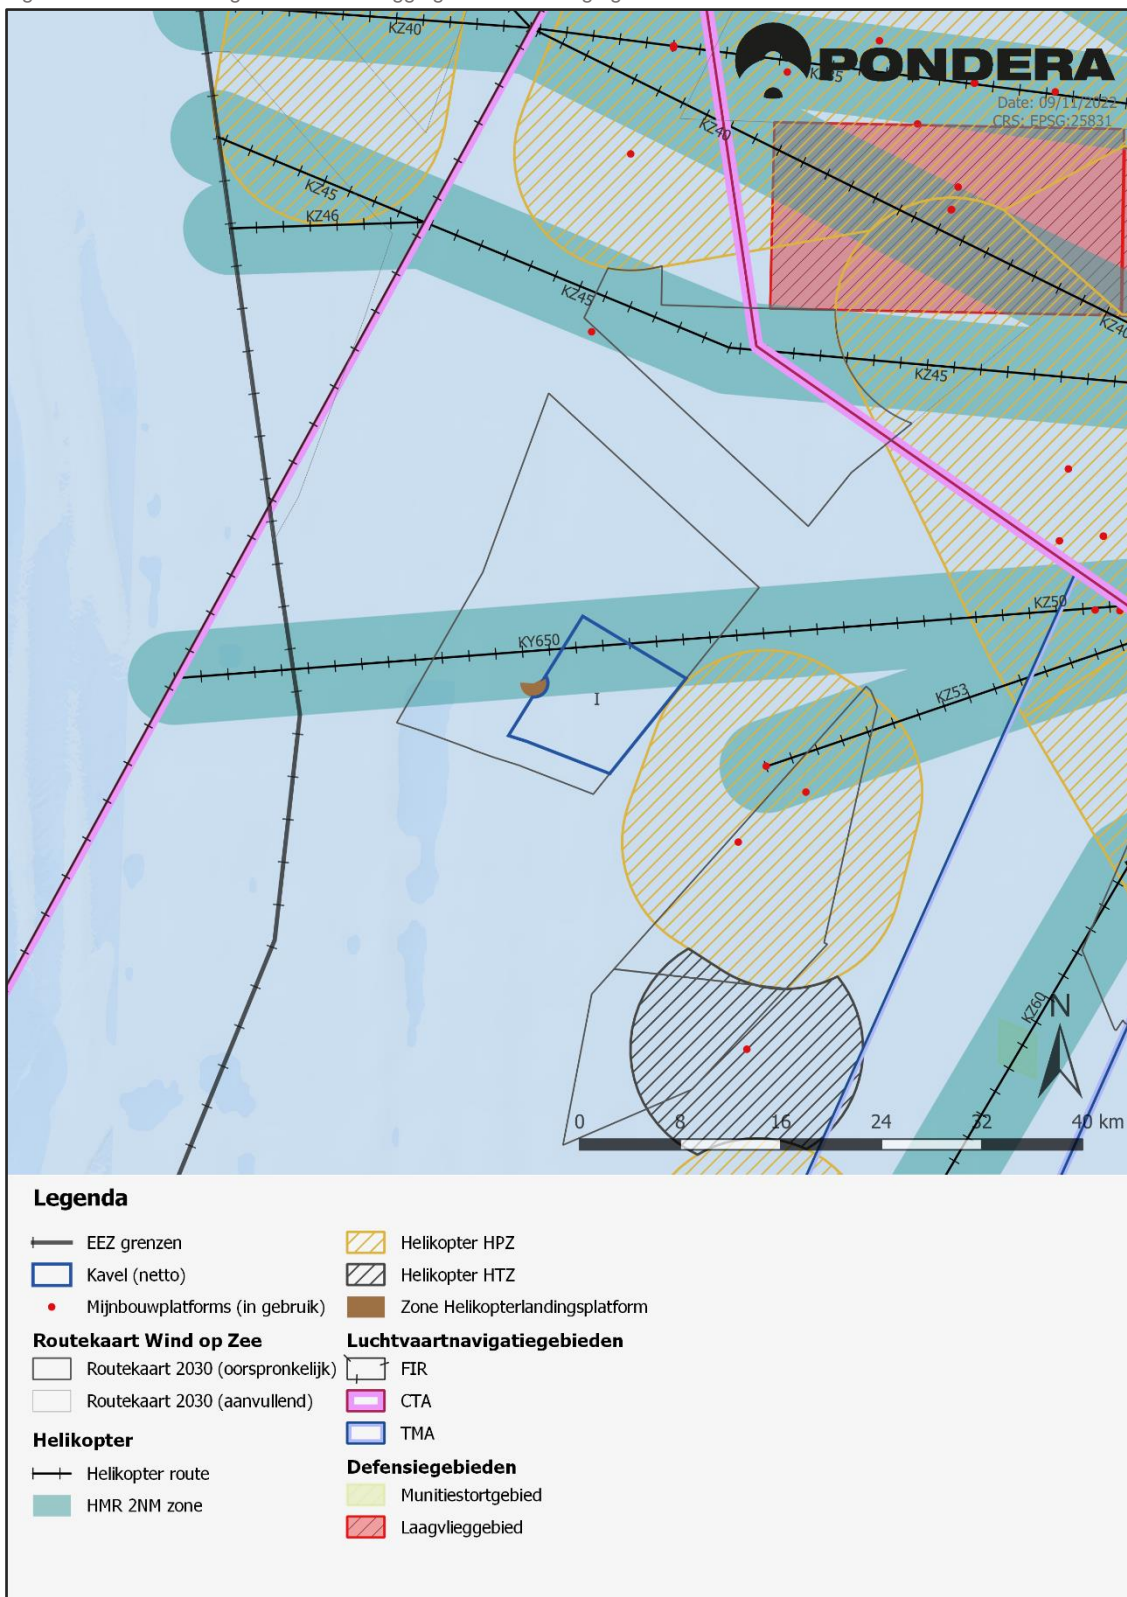 KZ40
PONDERA
Date: 09/11/2022
CRS: EPSG:25831
KZ40
KZ45
KZ46
KZ45
KZ40
KZ45
KZ50
KY650
KZ53
I
KZ60
N
0 8 16 24 32 40 km
Legenda
EEZ grenzen
Kavel (netto)
Mijnbouwplatforms (in gebruik)
Routekaart Wind op Zee
Routekaart 2030 (oorspronkelijk)
Routekaart 2030 (aanvullend)
Helikopter
Helikopter route
HMR 2NM zone
Helikopter HPZ
Helikopter HTZ
Zone Helikopterlandingsplatform
Luchtvaartnavigatiegebieden
FIR
CTA
TMA
Defensiegebieden
Munitiestortgebied
Laagvlieggebied